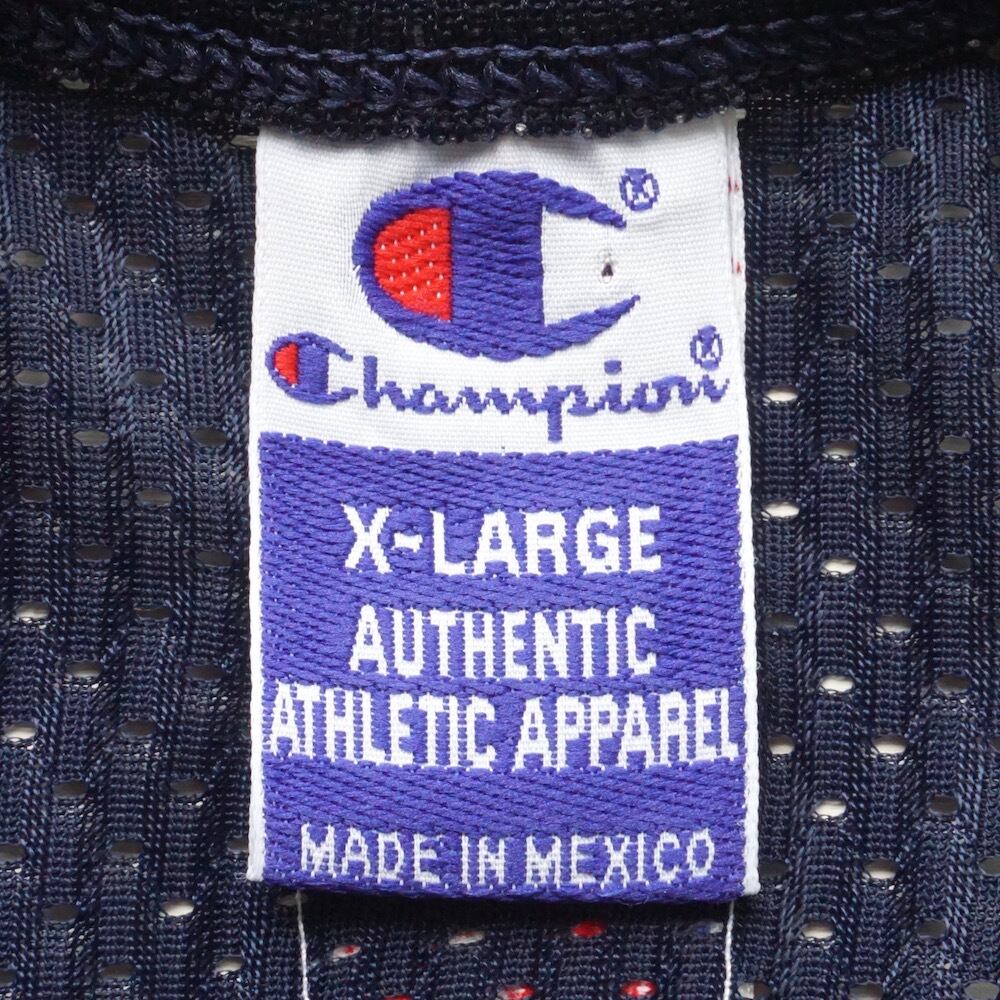 ®
Champion®
X-LARGE
AUTHENTIC
ATHLETIC APPAREL
MADE IN MEXICO